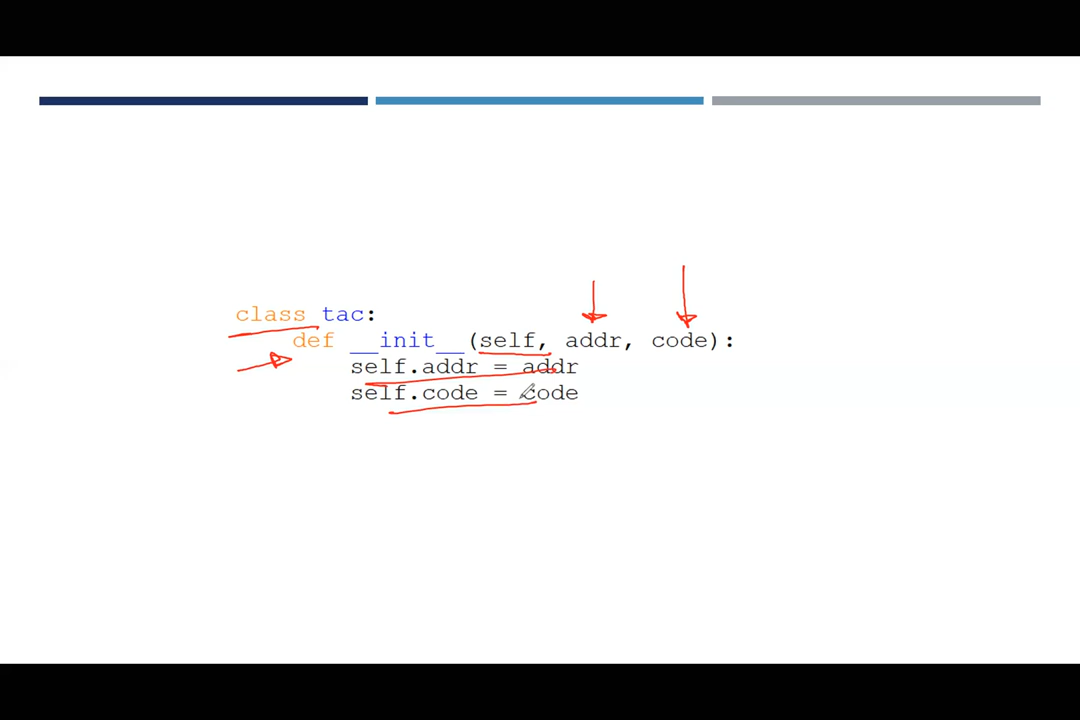 class tac:
def __init__(self, addr, code):
self.addr = addr
self.code = code